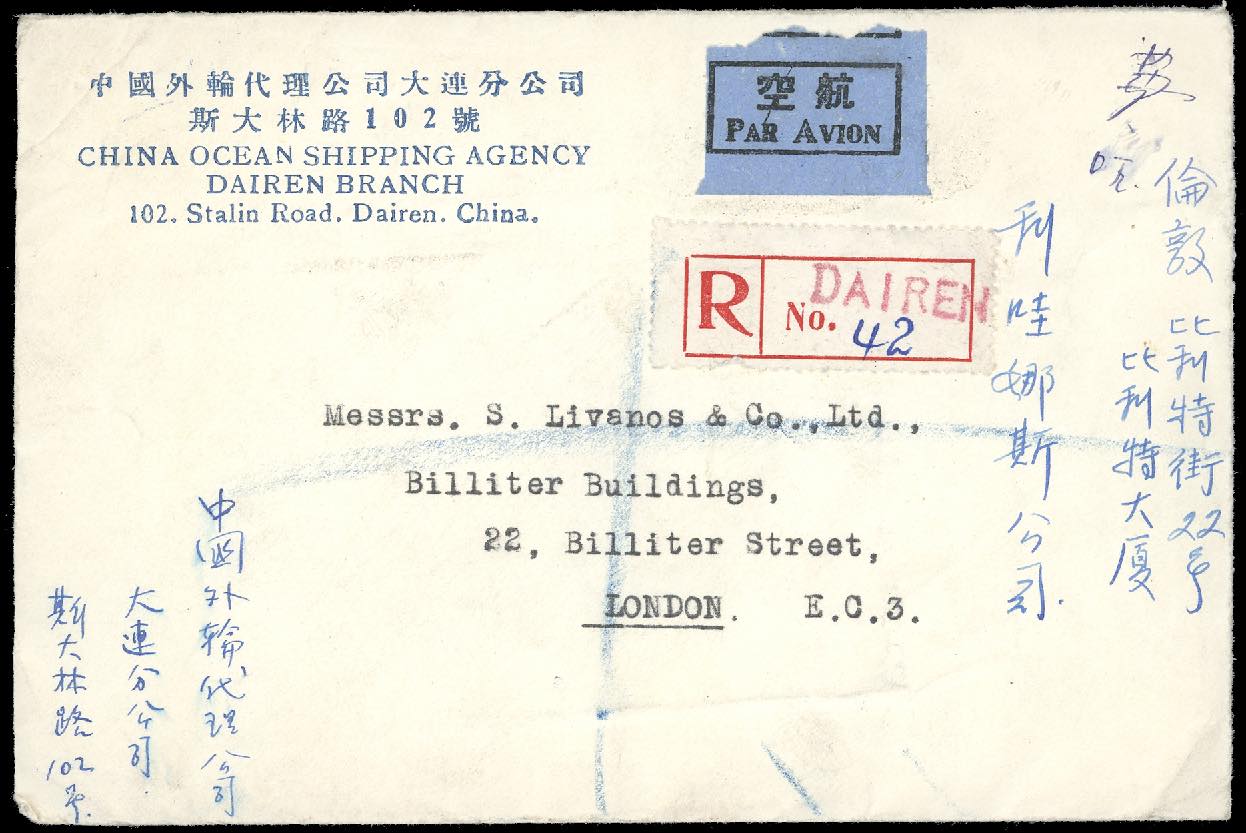 中國外輪代理公司大連分公司
斯大林路102號
CHINA OCEAN SHIPPING AGENCY
DAIREN BRANCH
102. Stalin Road. Dairen. China.
空航
PAR AVION
R
No. 42
DAIREN
Messrs. S. Livanos & Co.,Ltd.,
Billiter Buildings,
22, Billiter Street,
LONDON. E.C.3.
倫敦 比利特街22号
比利特大厦
利哇娜斯公司.
中國外輪代理公司
大連分公司
斯大林路102号